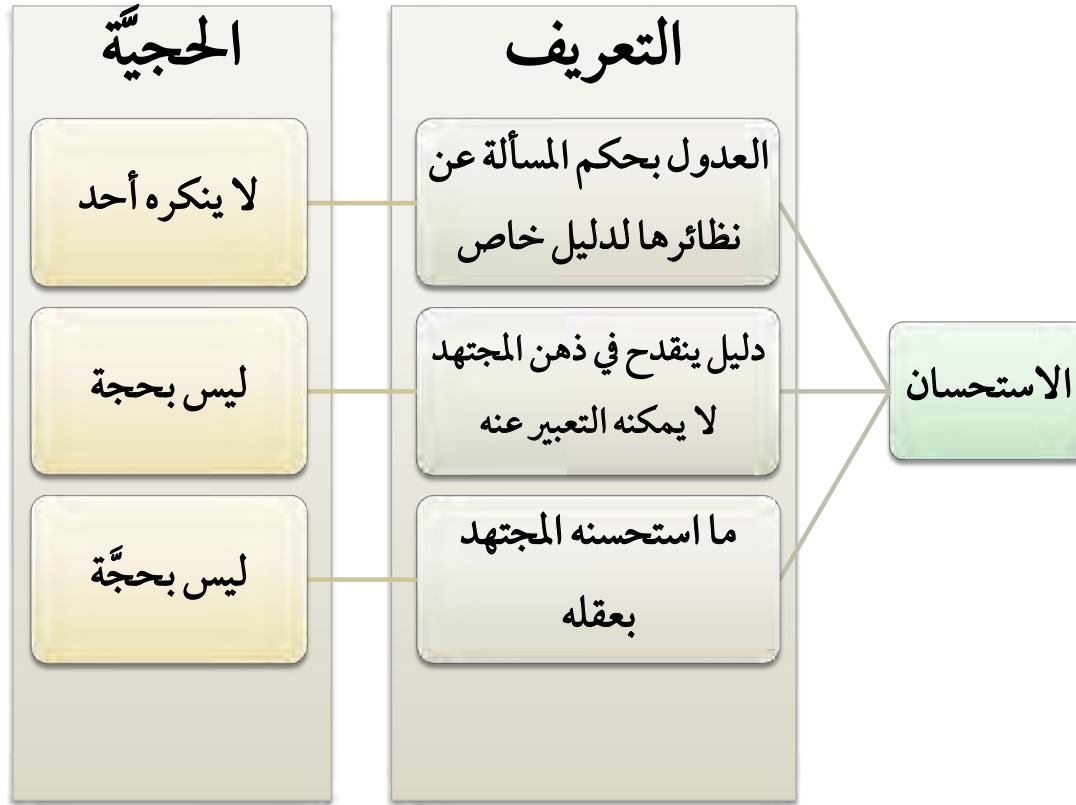 الاستحسان
التعريف
العدول بحكم المسألة عن
نظائرها لدليل خاص
دليل ينقدح في ذهن المجتهد
لا يمكنه التعبير عنه
ما استحسنه المجتهد
بعقله
الحجيَّة
لا ينكره أحد
ليس بحجة
ليس بحجَّة